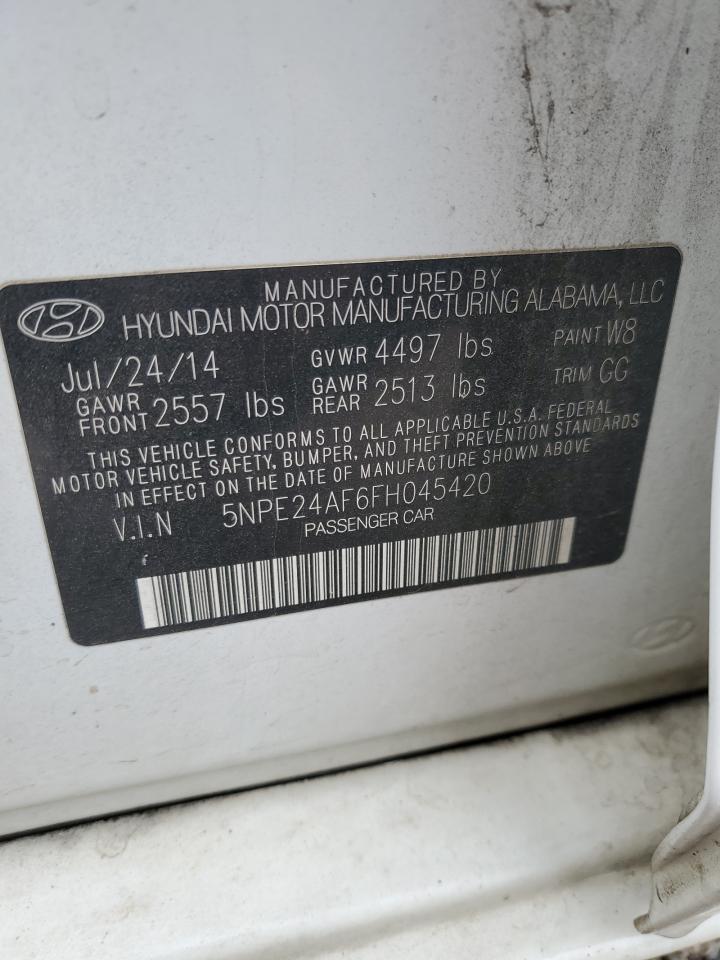 MANUFACTURED BY
HYUNDAI MOTOR MANUFACTURING ALABAMA, LLC
Jul/24/14 GVWR 4497 lbs PAINT W8
GAWR FRONT 2557 lbs GAWR REAR 2513 lbs TRIM GG
THIS VEHICLE CONFORMS TO ALL APPLICABLE U.S.A. FEDERAL
MOTOR VEHICLE SAFETY, BUMPER, AND THEFT PREVENTION STANDARDS
IN EFFECT ON THE DATE OF MANUFACTURE SHOWN ABOVE
V.I.N 5NPE24AF6FH045420
PASSENGER CAR